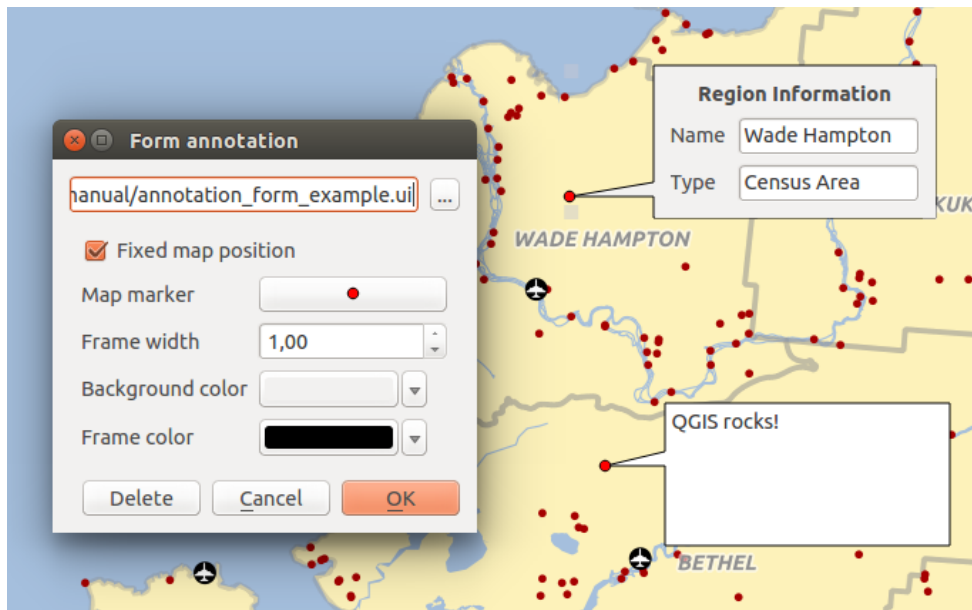 Form annotation
manual/annotation_form_example.ui
...
Fixed map position
Map marker
Frame width
1,00
Background color
Frame color
Delete
Cancel
OK
Region Information
Name
Wade Hampton
Type
Census Area
KUK
WADE HAMPTON
QGIS rocks!
BETHEL